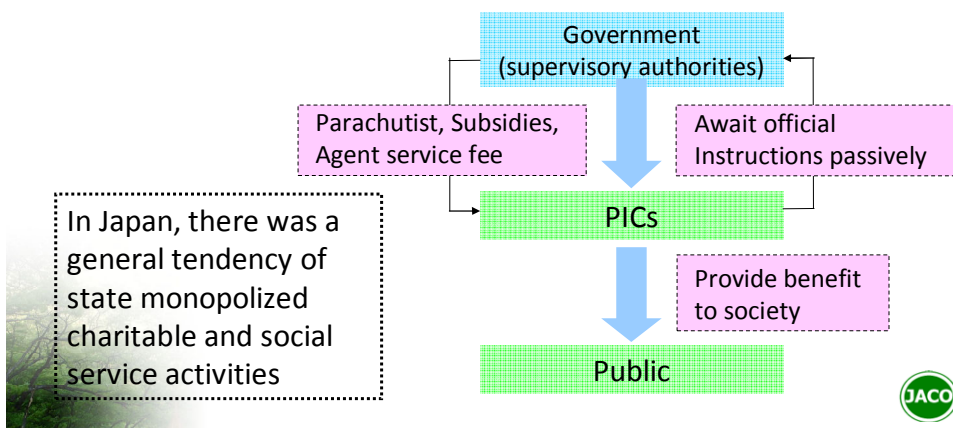 Government
(supervisory authorities)
Parachutist, Subsidies,
Agent service fee
Await official
Instructions passively
PICs
In Japan, there was a
general tendency of
state monopolized
charitable and social
service activities
Provide benefit
to society
Public
JACO